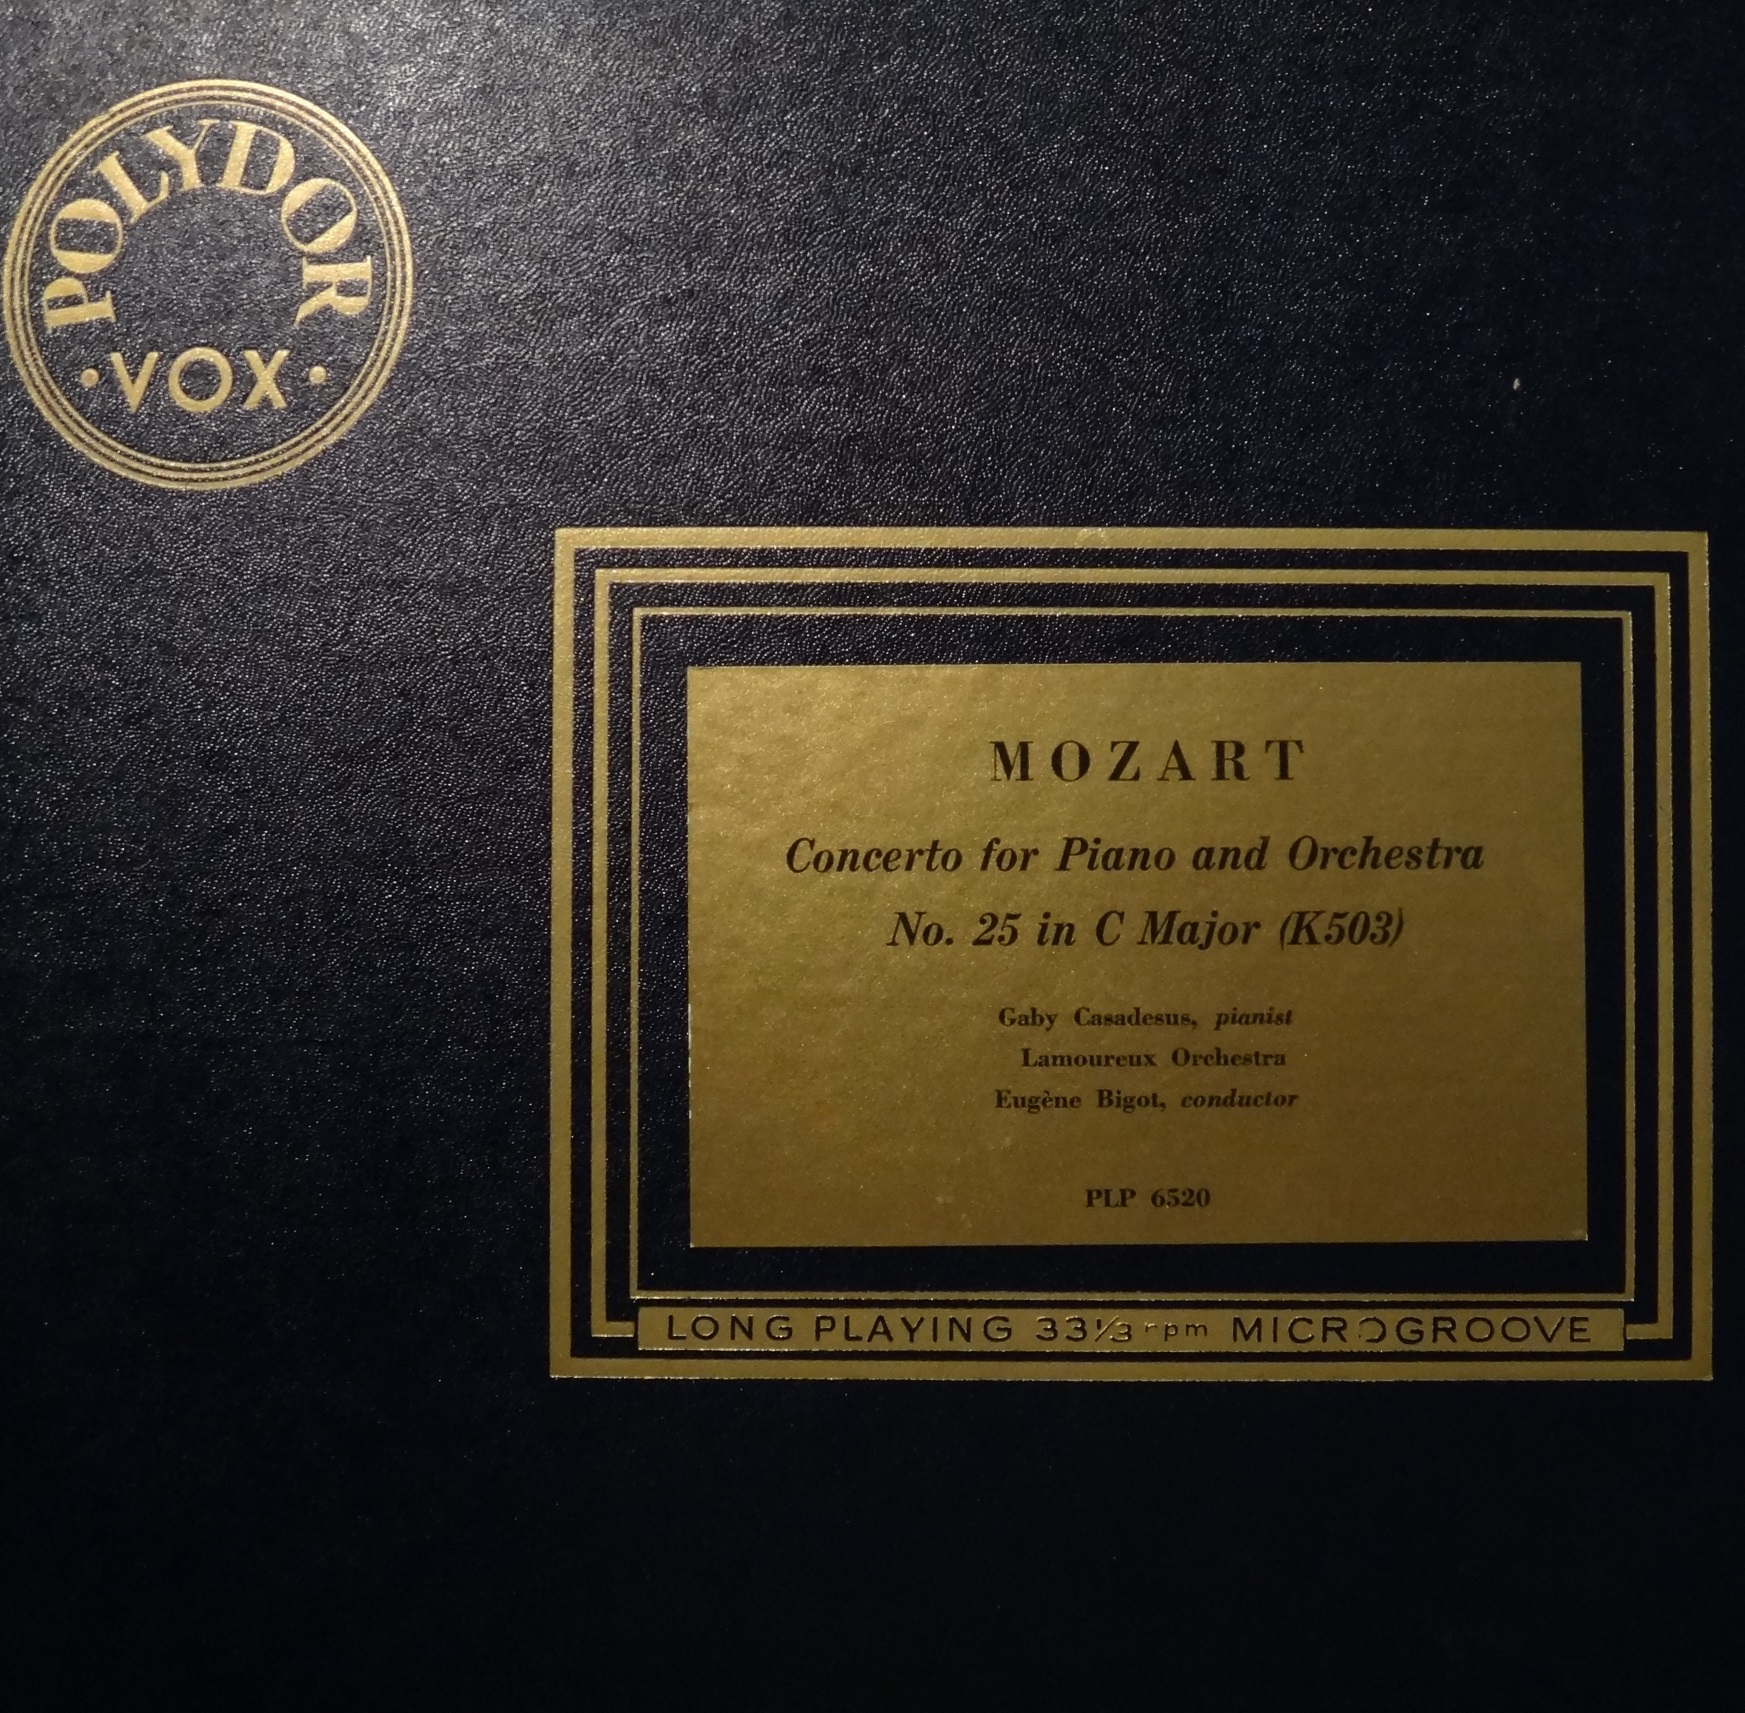 POLYDOR
· VOX ·
MOZART
Concerto for Piano and Orchestra
No. 25 in C Major (K503)
Gaby Casadesus, pianist
Lamoureux Orchestra
Eugène Bigot, conductor
PLP 6520
LONG PLAYING 33⅓ rpm MICROGROOVE